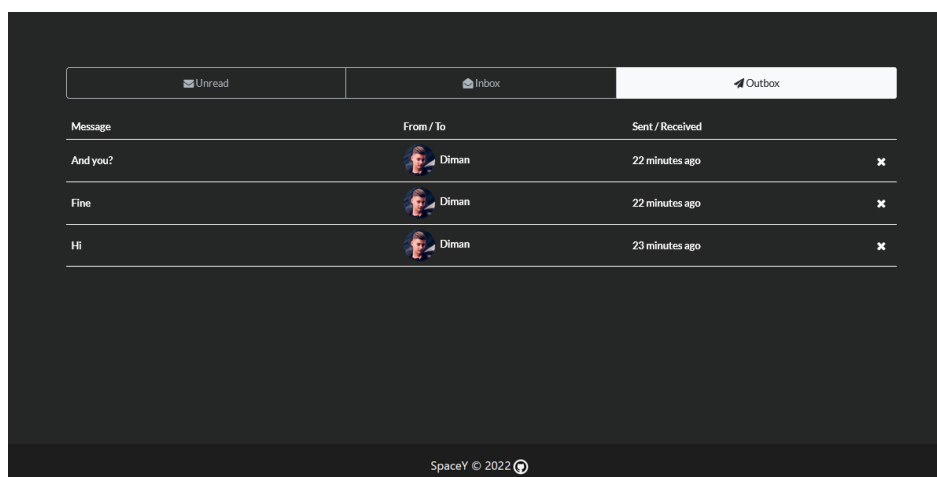 Unread Inbox Outbox
Message From / To Sent / Received
And you? Diman 22 minutes ago
Fine Diman 22 minutes ago
Hi Diman 23 minutes ago
SpaceY © 2022